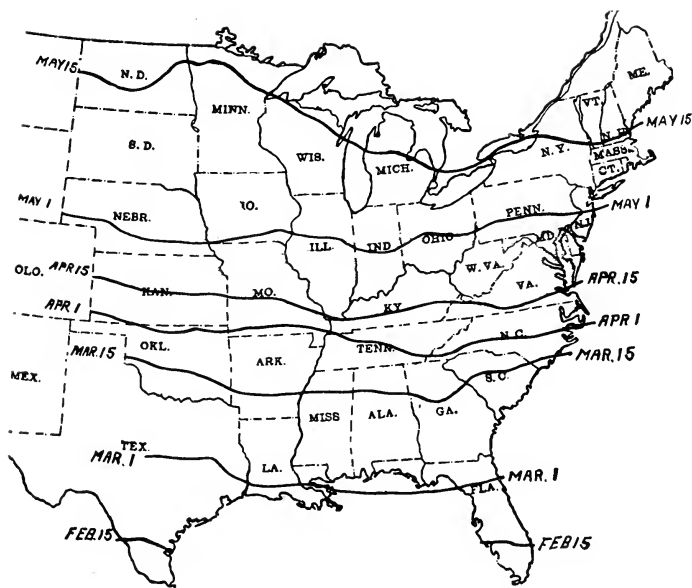 ME.
MAY 15
N.D.
VT.
MINN.
N.H.
MAY 15
S.D.
WIS.
MICH.
N.Y.
MASS.
CT.
MAY 1
NEBR.
IO.
PENN.
MAY 1
ILL.
IND
OHIO
MD.
N.J.
W.VA.
OLO.
APR 15
KAN.
MO.
KY
VA.
APR.15
APR 1
N.C.
APR 1
MAR.15
OKL.
ARK.
TENN.
MAR.15
MEX.
S.C.
MISS
ALA.
GA.
TEX.
MAR.1
LA.
MAR.1
FLA.
FEB.15
FEB 15